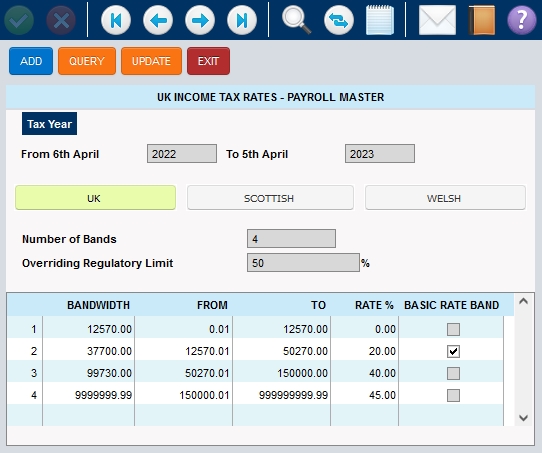 ?
ADD QUERY UPDATE EXIT
UK INCOME TAX RATES - PAYROLL MASTER
Tax Year
From 6th April 2022 To 5th April 2023
UK SCOTTISH WELSH
Number of Bands 4
Overriding Regulatory Limit 50 %
BANDWIDTH FROM TO RATE % BASIC RATE BAND
1 12570.00 0.01 12570.00 0.00
2 37700.00 12570.01 50270.00 20.00
3 99730.00 50270.01 150000.00 40.00
4 9999999.99 150000.01 999999999.99 45.00